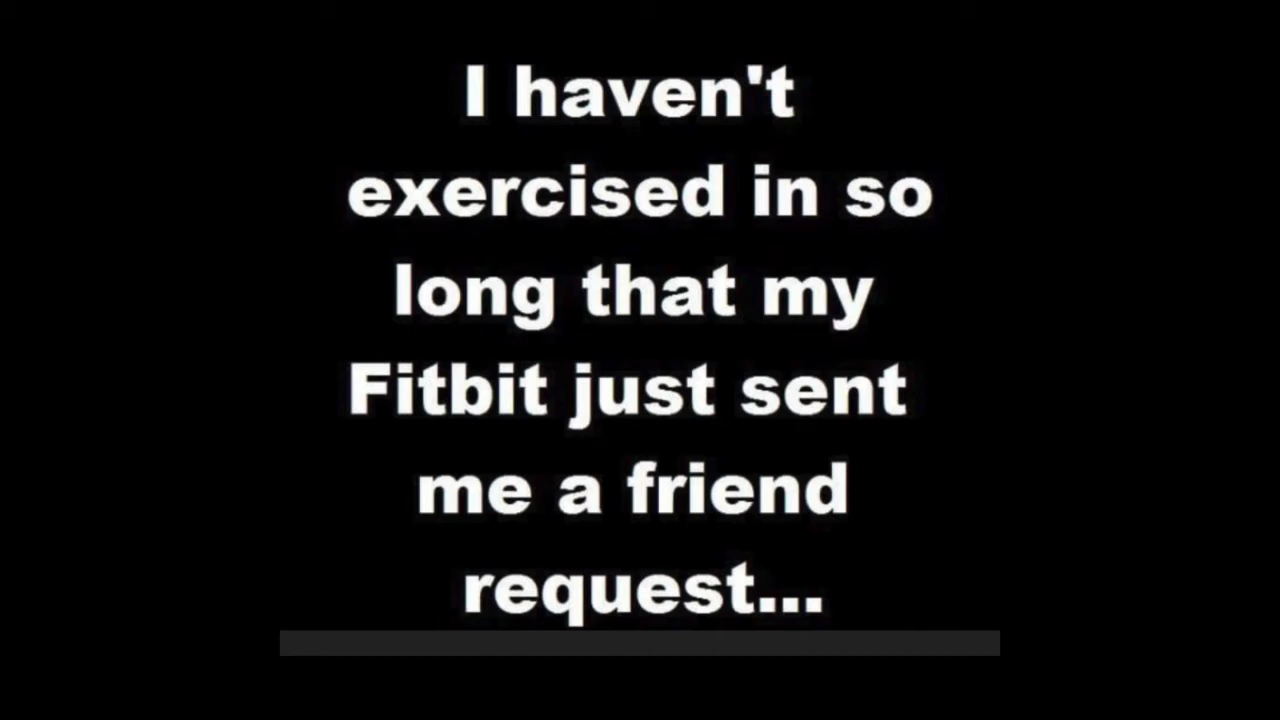 I haven't
exercised in so
long that my
Fitbit just sent
me a friend
request...